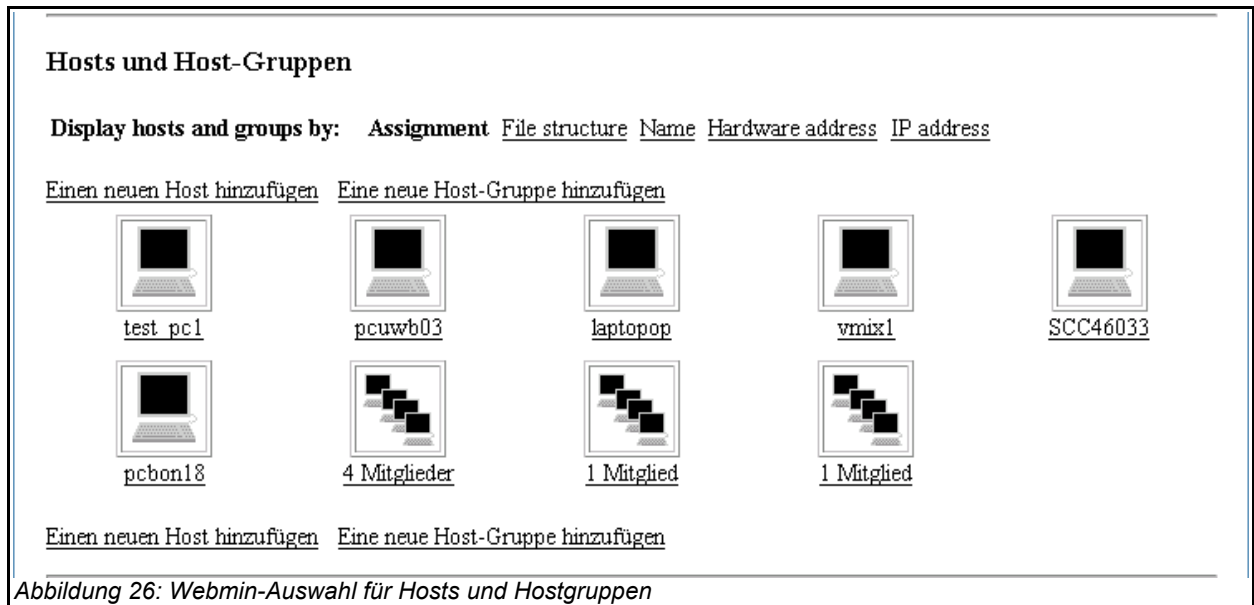 Hosts und Host-Gruppen
Display hosts and groups by: Assignment File structure Name Hardware address IP address
Einen neuen Host hinzufügen Eine neue Host-Gruppe hinzufügen
test_pc1 pcuwb03 laptopop vmix1 SCC46033
pcbon18 4 Mitglieder 1 Mitglied 1 Mitglied
Einen neuen Host hinzufügen Eine neue Host-Gruppe hinzufügen
Abbildung 26: Webmin-Auswahl für Hosts und Hostgruppen